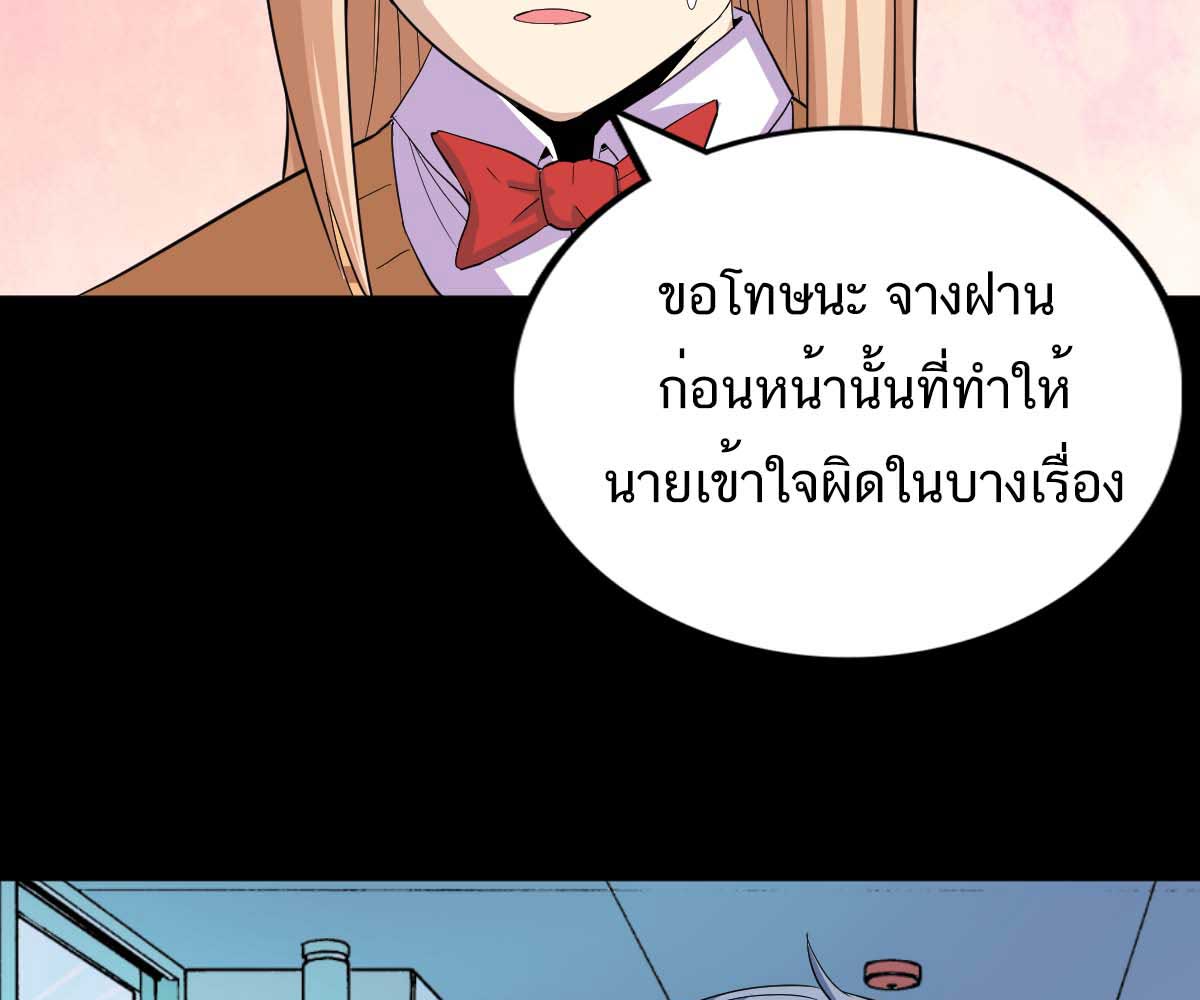 ขอโทษนะ จางฝาน
ก่อนหน้านั้นที่ทำให้
นายเข้าใจผิดในบางเรื่อง